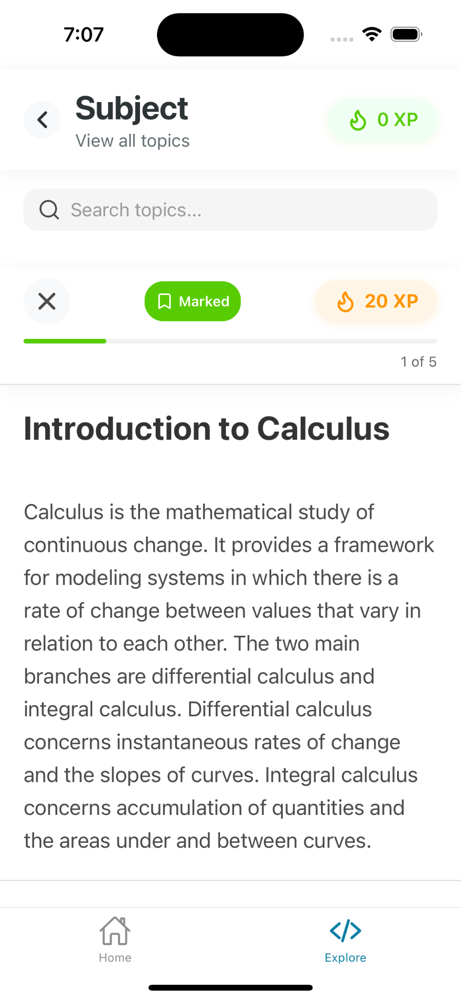 7:07
Subject
View all topics
0 XP
Search topics...
Marked
20 XP
1 of 5
Introduction to Calculus
Calculus is the mathematical study of
continuous change. It provides a framework
for modeling systems in which there is a
rate of change between values that vary in
relation to each other. The two main
branches are differential calculus and
integral calculus. Differential calculus
concerns instantaneous rates of change
and the slopes of curves. Integral calculus
concerns accumulation of quantities and
the areas under and between curves.
Home
Explore